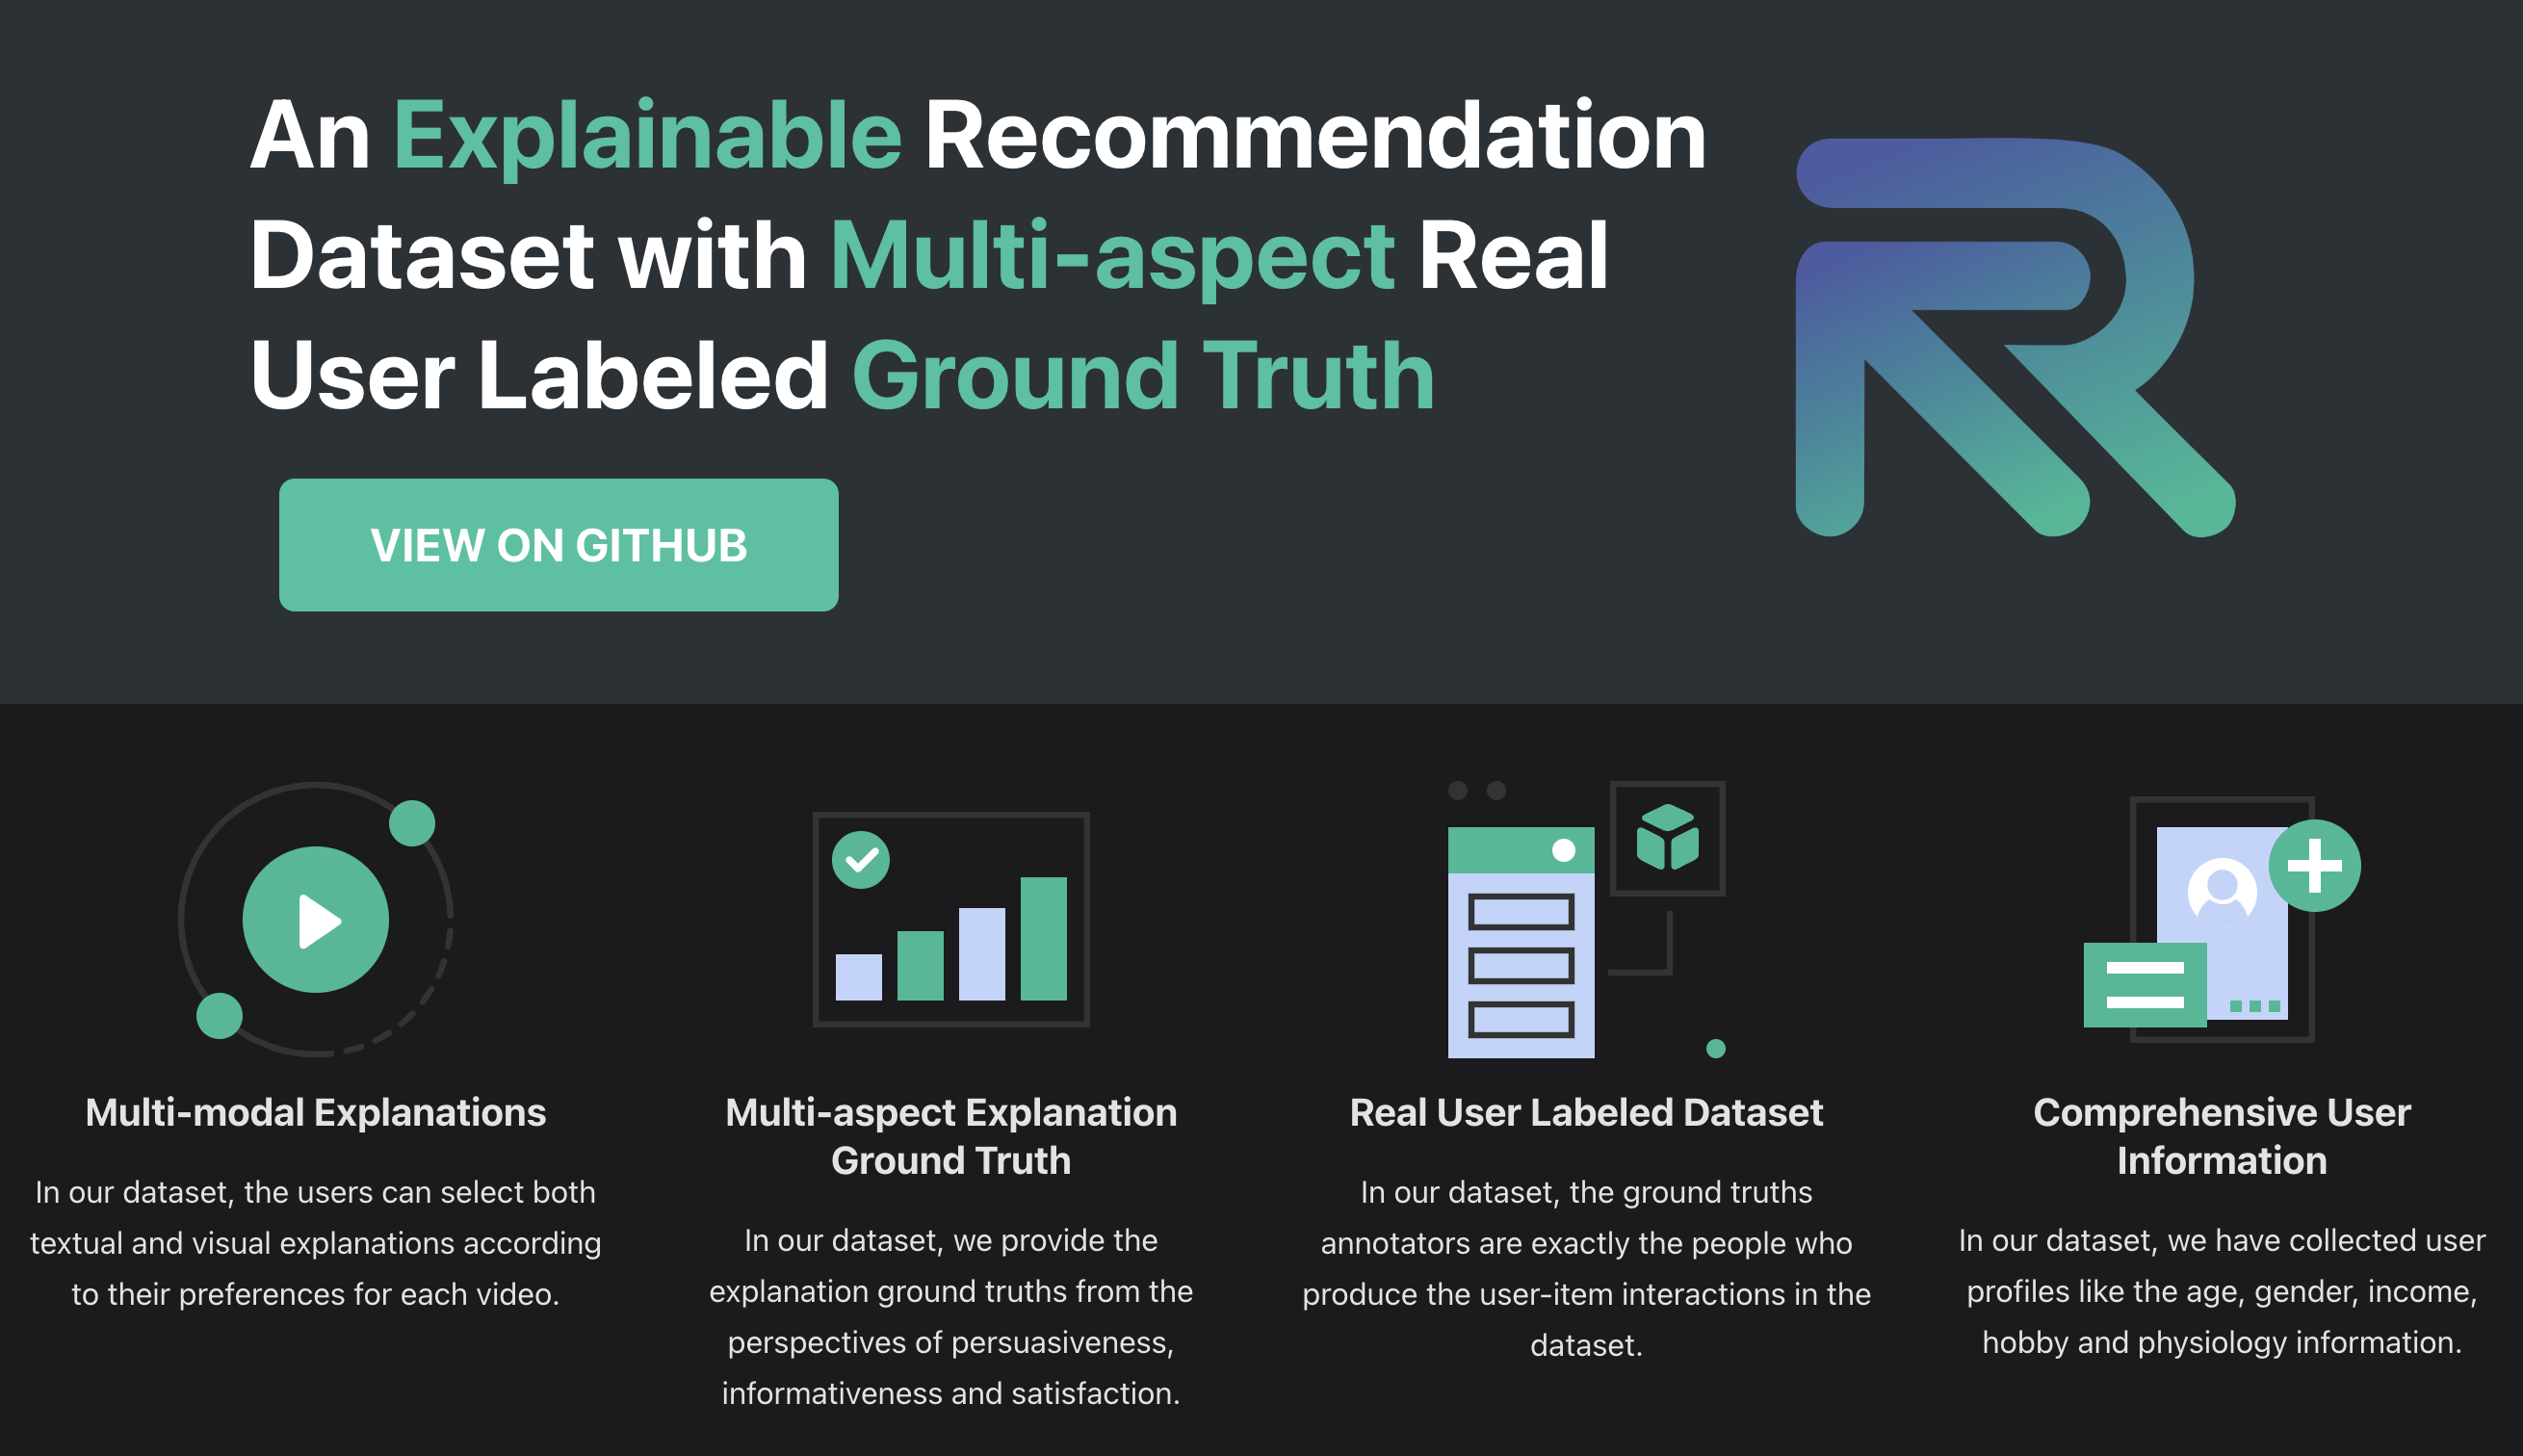 An Explainable Recommendation
Dataset with Multi-aspect Real
User Labeled Ground Truth
VIEW ON GITHUB
Multi-modal Explanations
In our dataset, the users can select both
textual and visual explanations according
to their preferences for each video.
Multi-aspect Explanation
Ground Truth
In our dataset, we provide the
explanation ground truths from the
perspectives of persuasiveness,
informativeness and satisfaction.
Real User Labeled Dataset
In our dataset, the ground truths
annotators are exactly the people who
produce the user-item interactions in the
dataset.
Comprehensive User
Information
In our dataset, we have collected user
profiles like the age, gender, income,
hobby and physiology information.